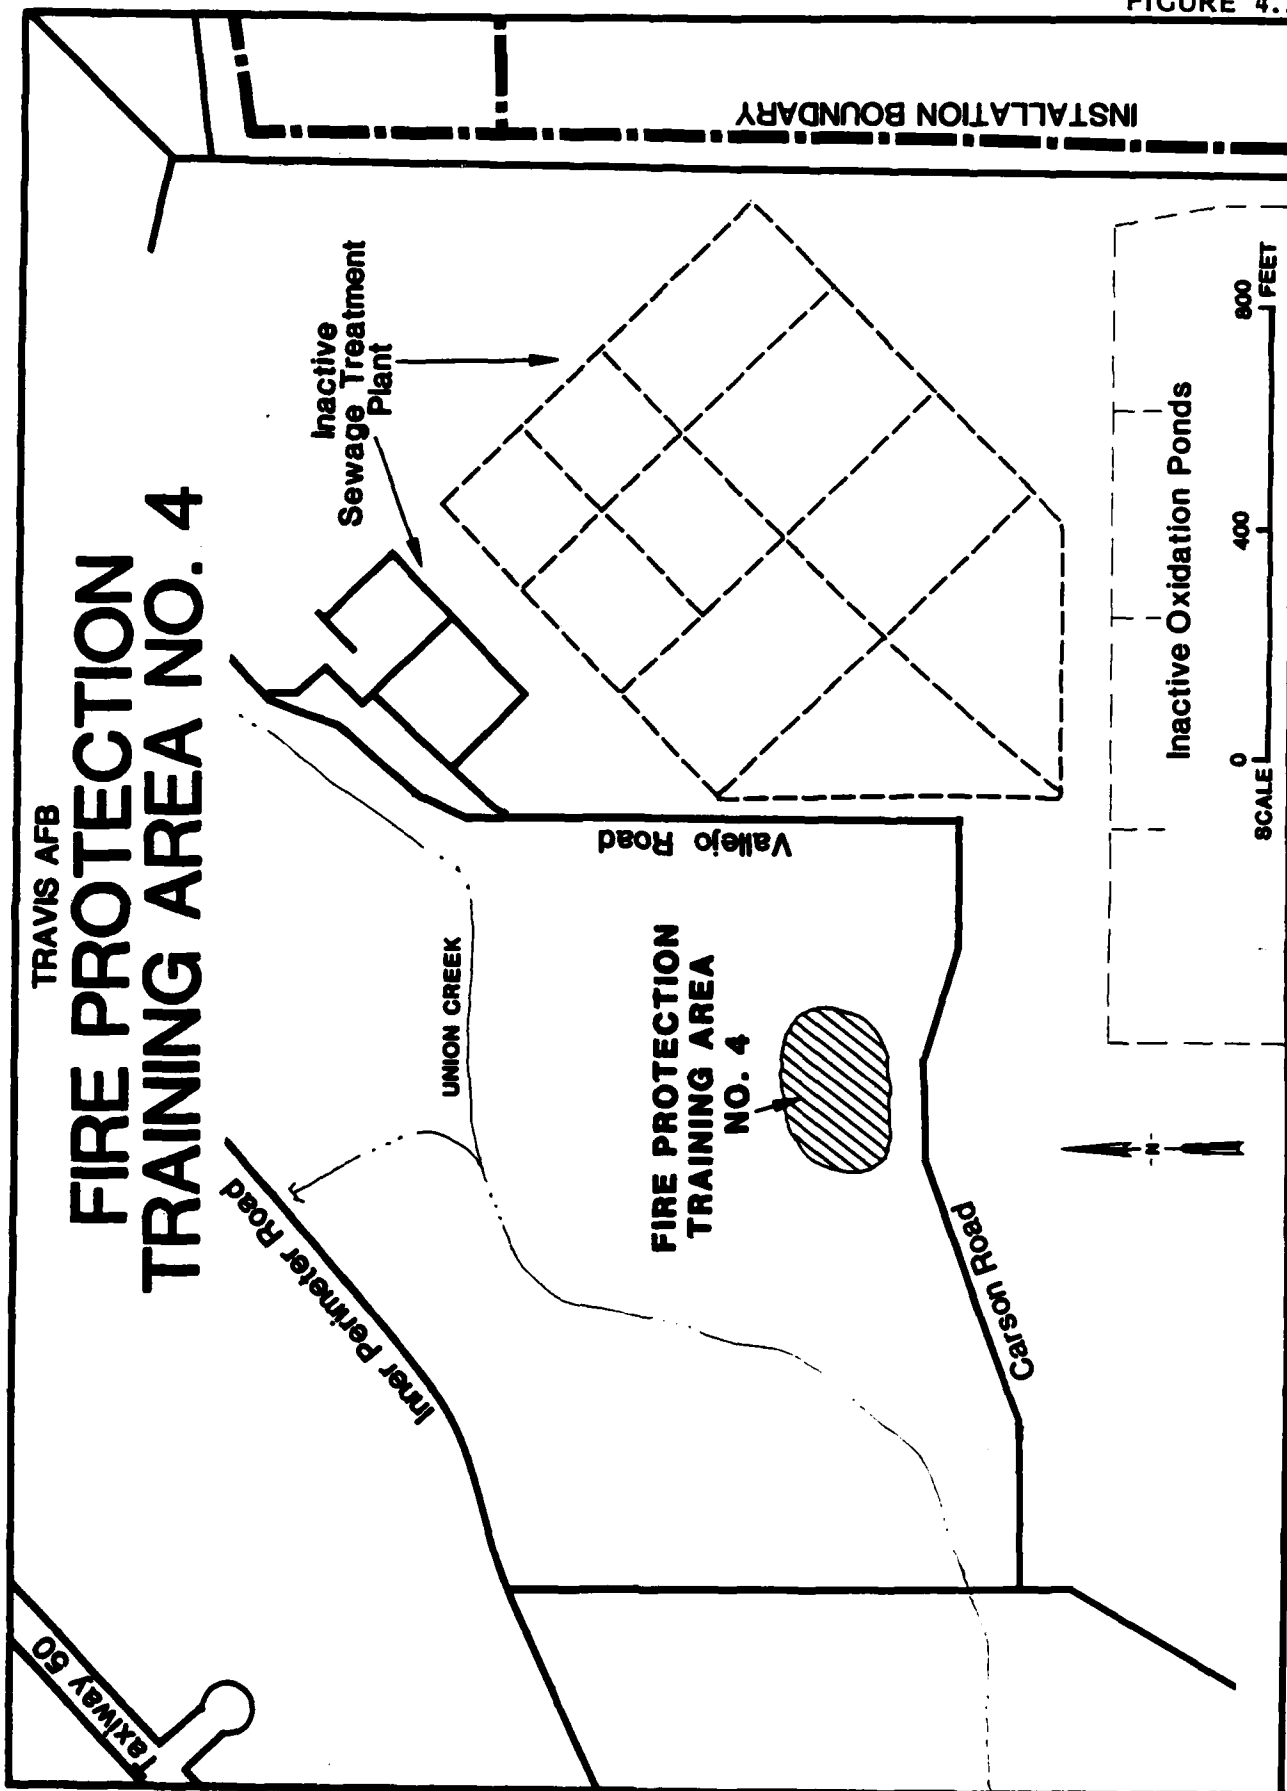 FIGURE 4.
TRAVIS AFB
FIRE PROTECTION
TRAINING AREA NO. 4
Taxiway 50
Inner Perimeter Road
UNION CREEK
Inactive
Sewage Treatment
Plant
INSTALLATION BOUNDARY
Vallejo Road
FIRE PROTECTION
TRAINING AREA
NO. 4
Carson Road
N
Inactive Oxidation Ponds
SCALE 0 400 800 FEET